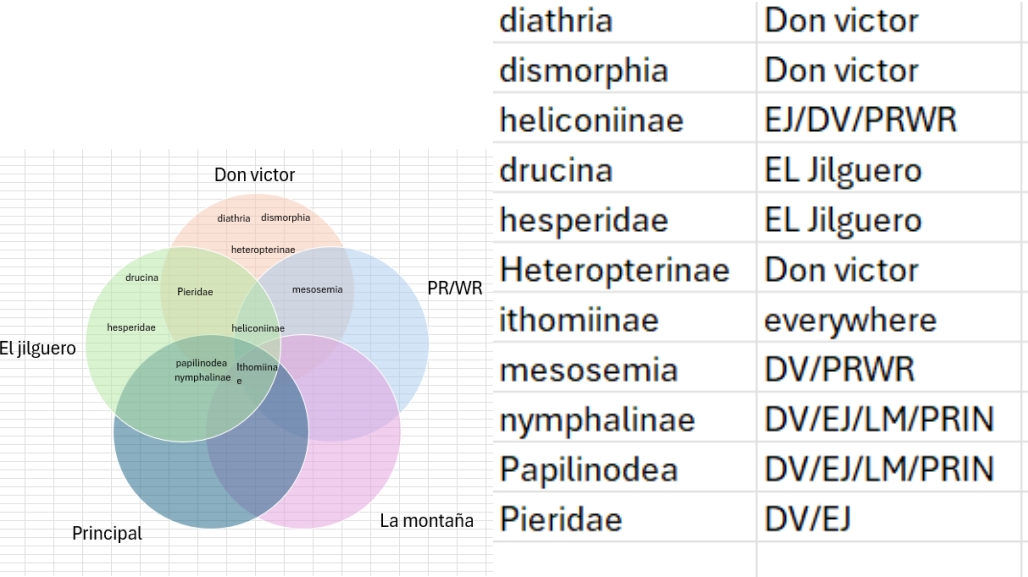 Don victor
diathria dismorphia
heteropterinae
drucina
Pieridae
mesosemia
PR/WR
hesperidae
heliconiinae
El jilguero
papilinodea
nymphalinae
Ithomiina
e
La montaña
Principal
diathria Don victor
dismorphia Don victor
heliconiinae EJ/DV/PRWR
drucina EL Jilguero
hesperidae EL Jilguero
Heteropterinae Don victor
ithomiinae everywhere
mesosemia DV/PRWR
nymphalinae DV/EJ/LM/PRIN
Papilinodea DV/EJ/LM/PRIN
Pieridae DV/EJ